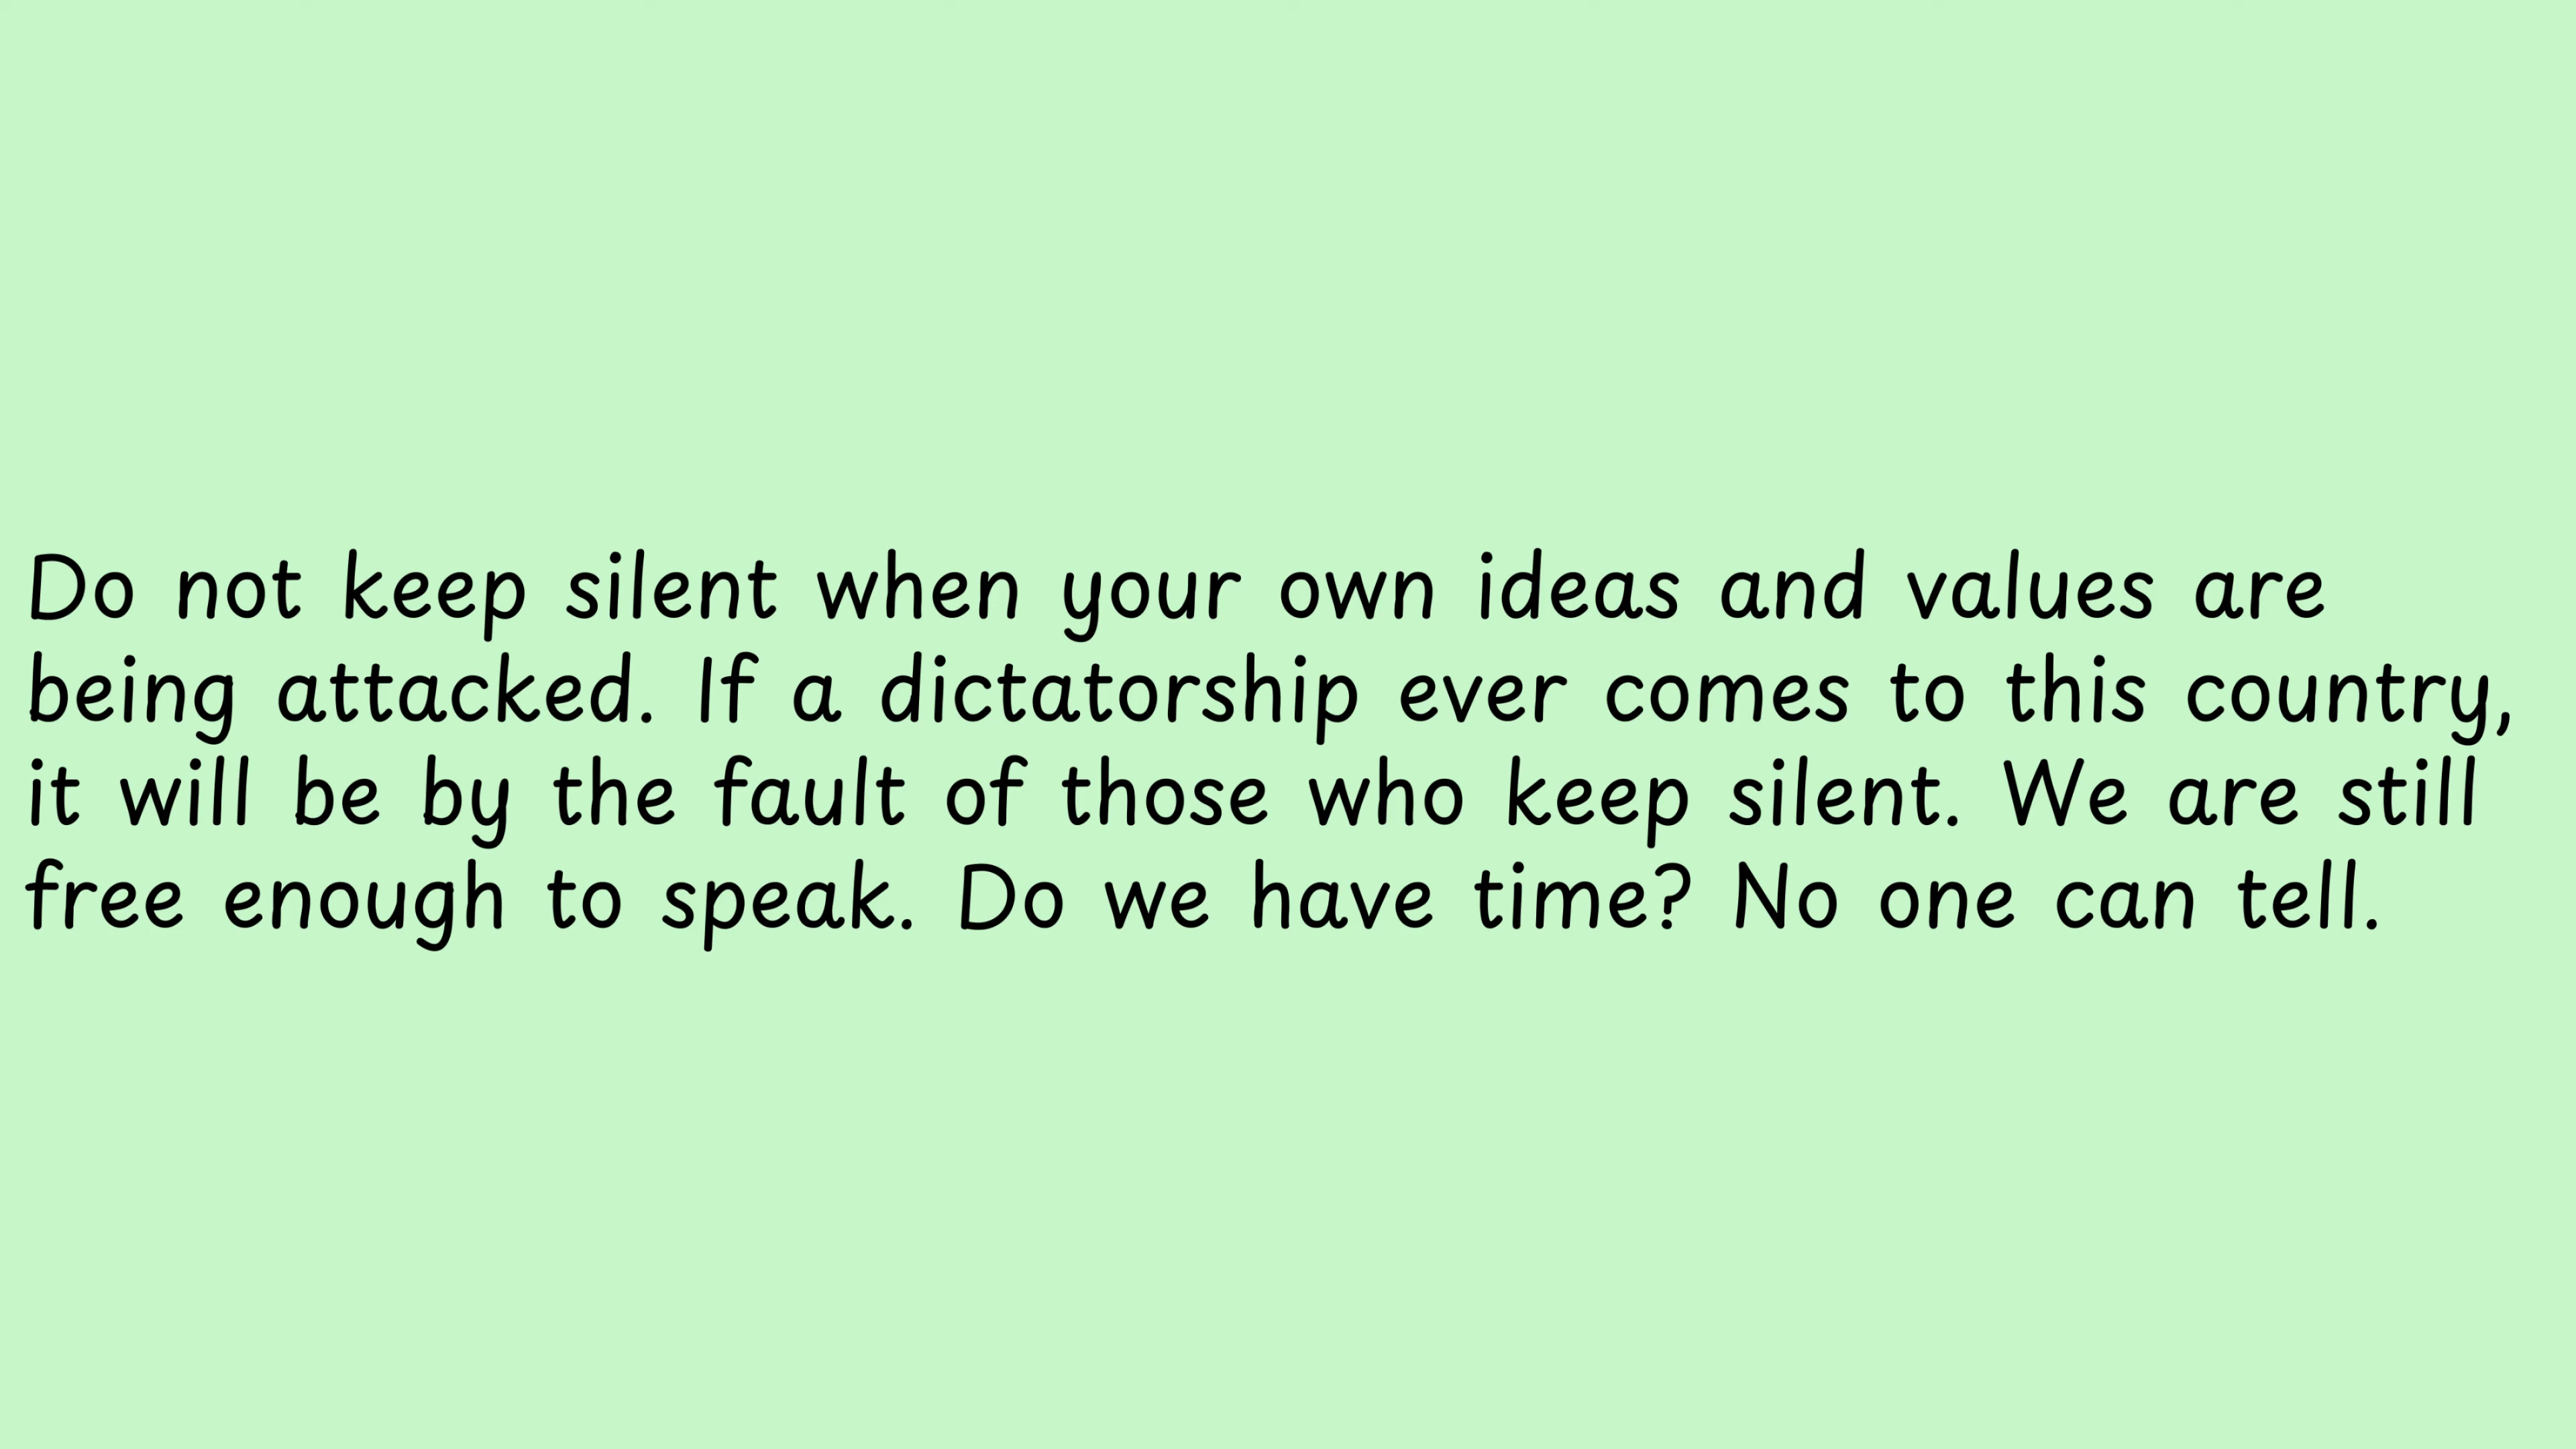 Do not keep silent when your own ideas and values are
being attacked. If a dictatorship ever comes to this country,
it will be by the fault of those who keep silent. We are still
free enough to speak. Do we have time? No one can tell.